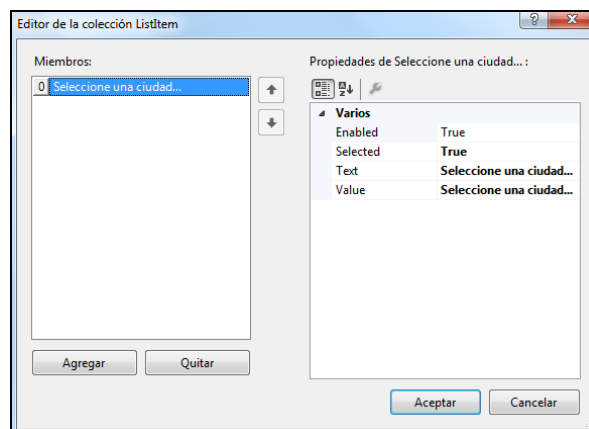 Editor de la colección ListItem
Miembros:
0 Seleccione una ciudad...
Agregar
Quitar
Propiedades de Seleccione una ciudad... :
Varios
Enabled True
Selected True
Text Seleccione una ciudad...
Value Seleccione una ciudad...
Aceptar
Cancelar